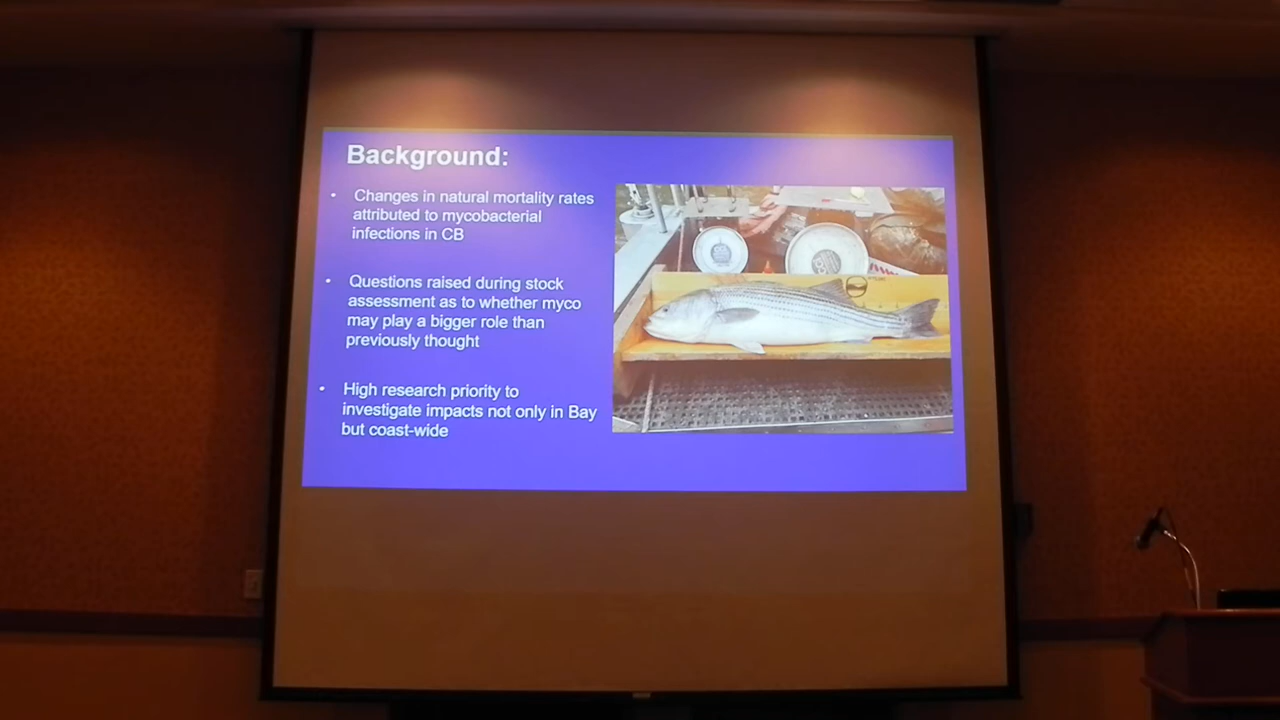 Background:
• Changes in natural mortality rates
attributed to mycobacterial
infections in CB
• Questions raised during stock
assessment as to whether myco
may play a bigger role than
previously thought
• High research priority to
investigate impacts not only in Bay
but coast-wide